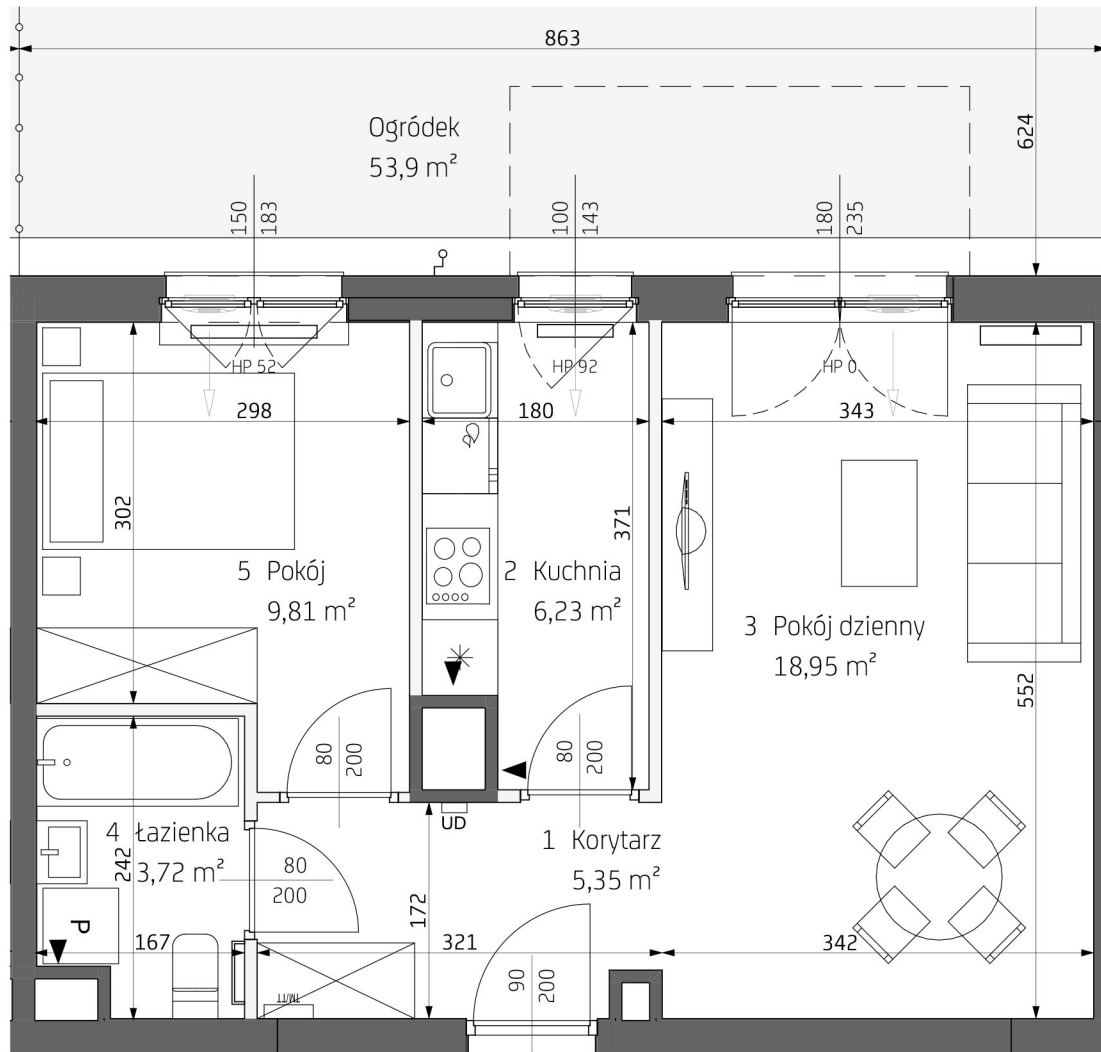 863
Ogródek
53,9 m²
624
150
183
100
143
180
235
HP 52
HP 92
HP 0
298
180
343
302
371
5 Pokój
9,81 m²
2 Kuchnia
6,23 m²
3 Pokój dzienny
18,95 m²
552
80
200
80
200
UD
4 Łazienka
3,72 m²
242
80
200
1 Korytarz
5,35 m²
172
P
167
321
342
90
200
TM/TT